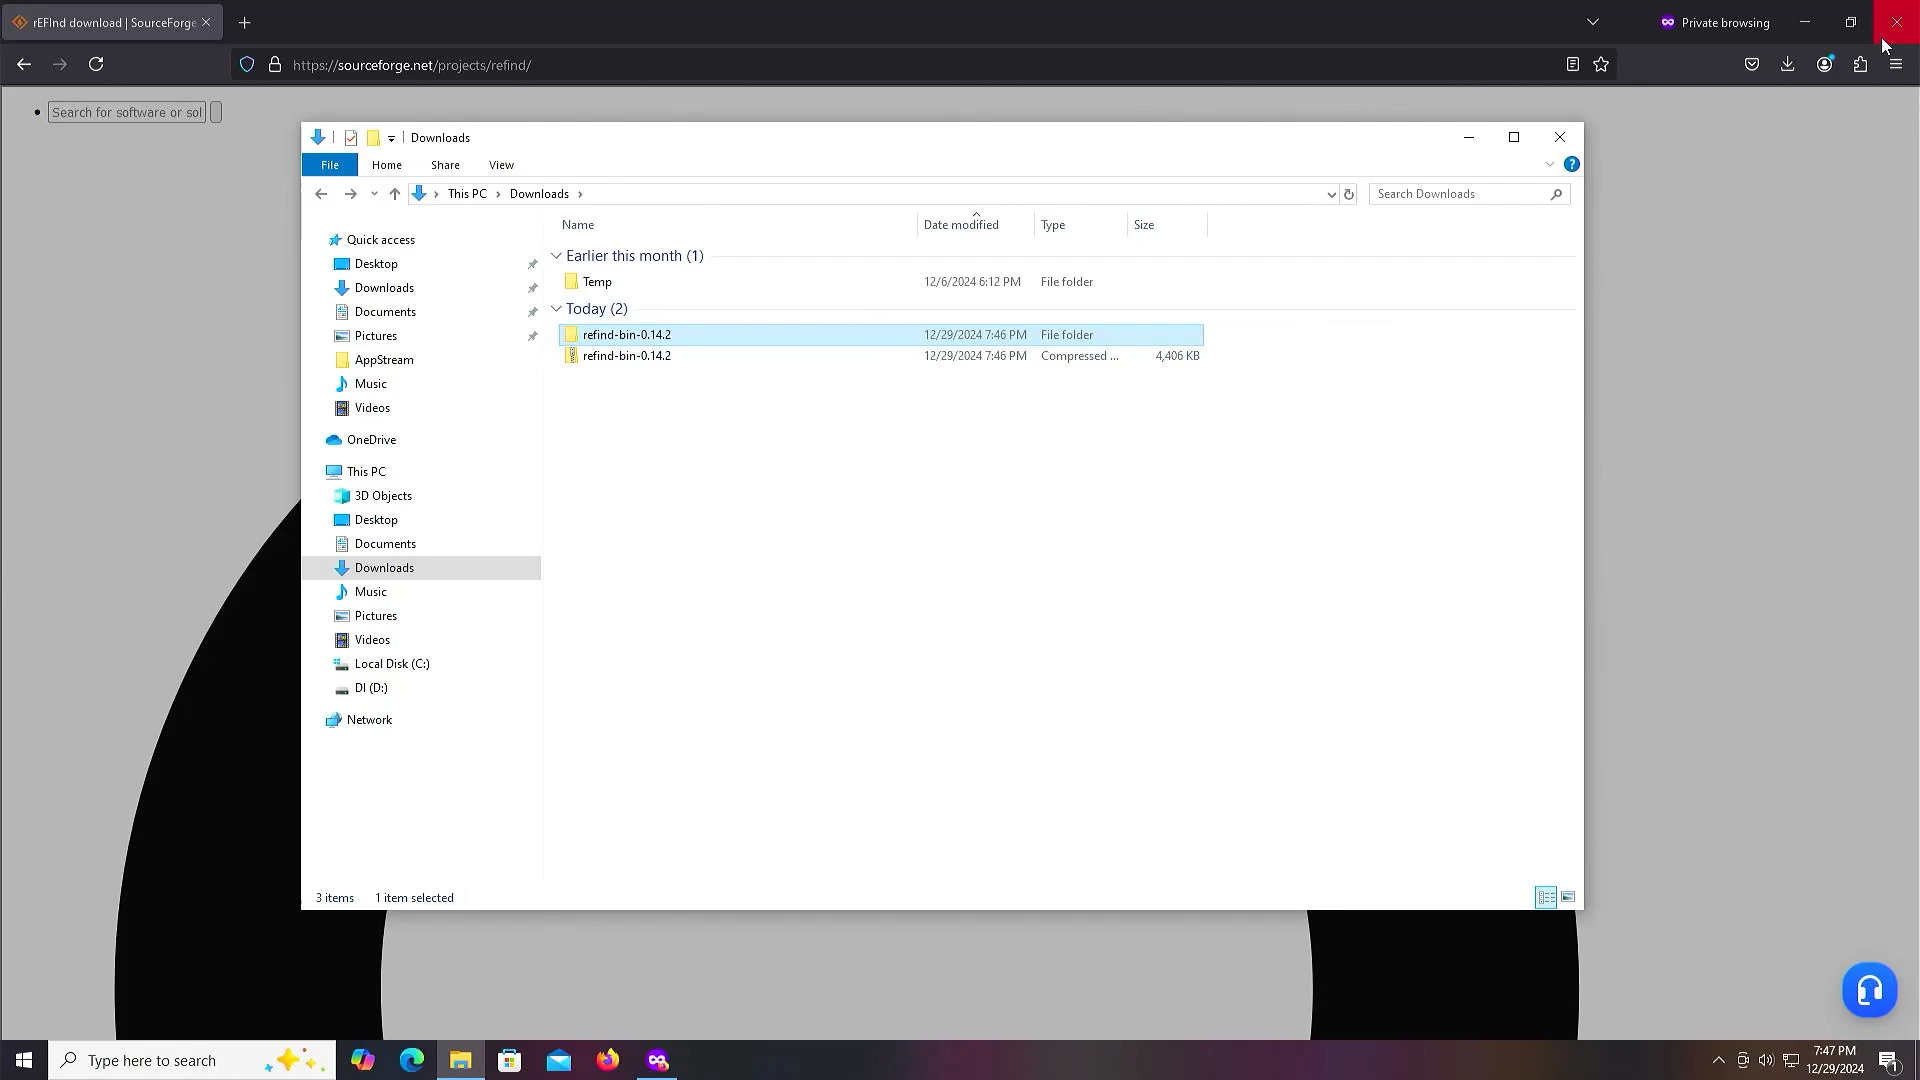 rEFInd download | SourceForge
Private browsing
https://sourceforge.net/projects/refind/
Search for software or sol
Downloads
File
Home
Share
View
?
This PC
Downloads
Search Downloads
Name
Date modified
Type
Size
Quick access
Desktop
Downloads
Documents
Pictures
AppStream
Music
Videos
OneDrive
This PC
3D Objects
Desktop
Documents
Downloads
Music
Pictures
Videos
Local Disk (C:)
DI (D:)
Network
Earlier this month (1)
Temp 12/6/2024 6:12 PM File folder
Today (2)
refind-bin-0.14.2 12/29/2024 7:46 PM File folder
refind-bin-0.14.2 12/29/2024 7:46 PM Compressed ... 4,406 KB
3 items 1 item selected
Type here to search
7:47 PM
12/29/2024
1